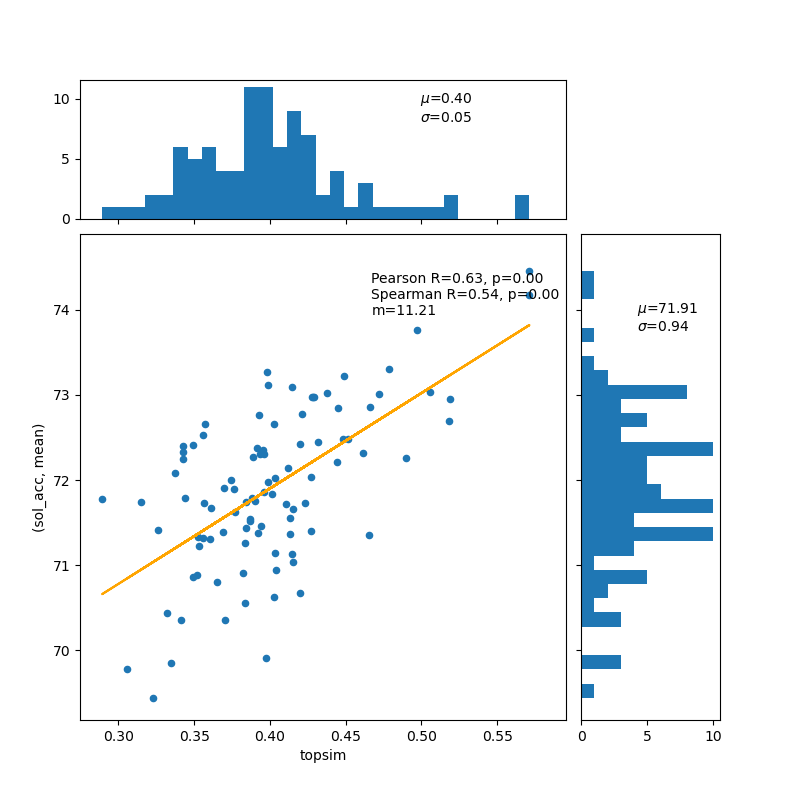 10
5
0
μ=0.40
σ=0.05
74
73
72
71
70
(sol_acc, mean)
Pearson R=0.63, p=0.00
Spearman R=0.54, p=0.00
m=11.21
μ=71.91
σ=0.94
0.30 0.35 0.40 0.45 0.50 0.55
topsim
0 5 10